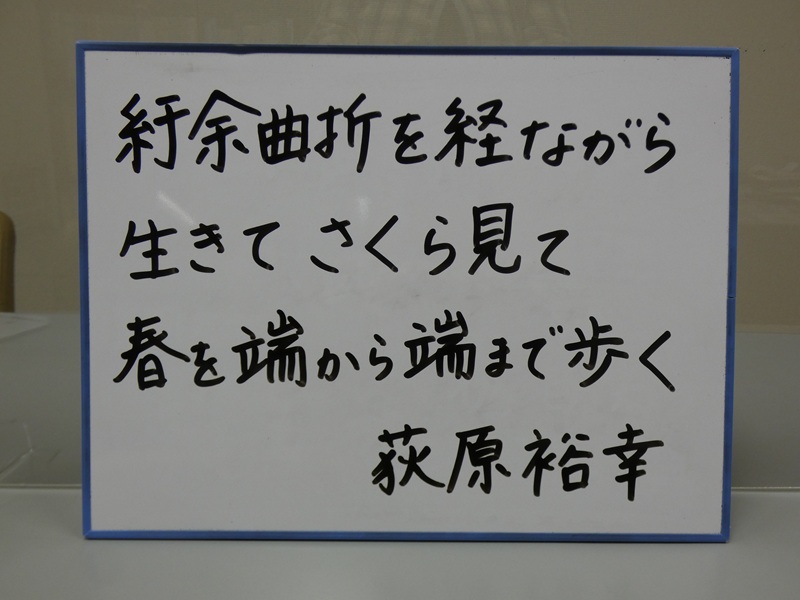 紆余曲折を経ながら
生きて さくら見て
春を端から端まで歩く
荻原裕幸